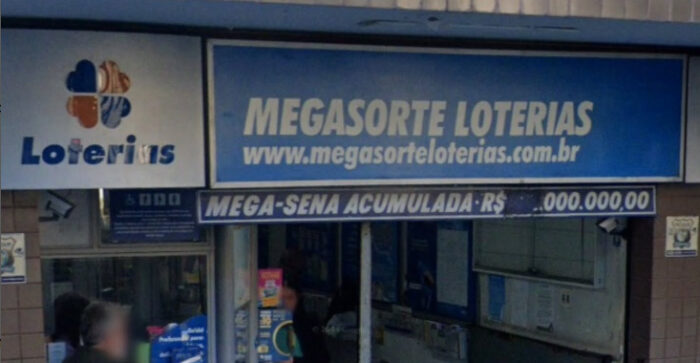 Loterias
MEGASORTE LOTERIAS
www.megasorteloterias.com.br
MEGA-SENA ACUMULADA·R$ .000.000,00